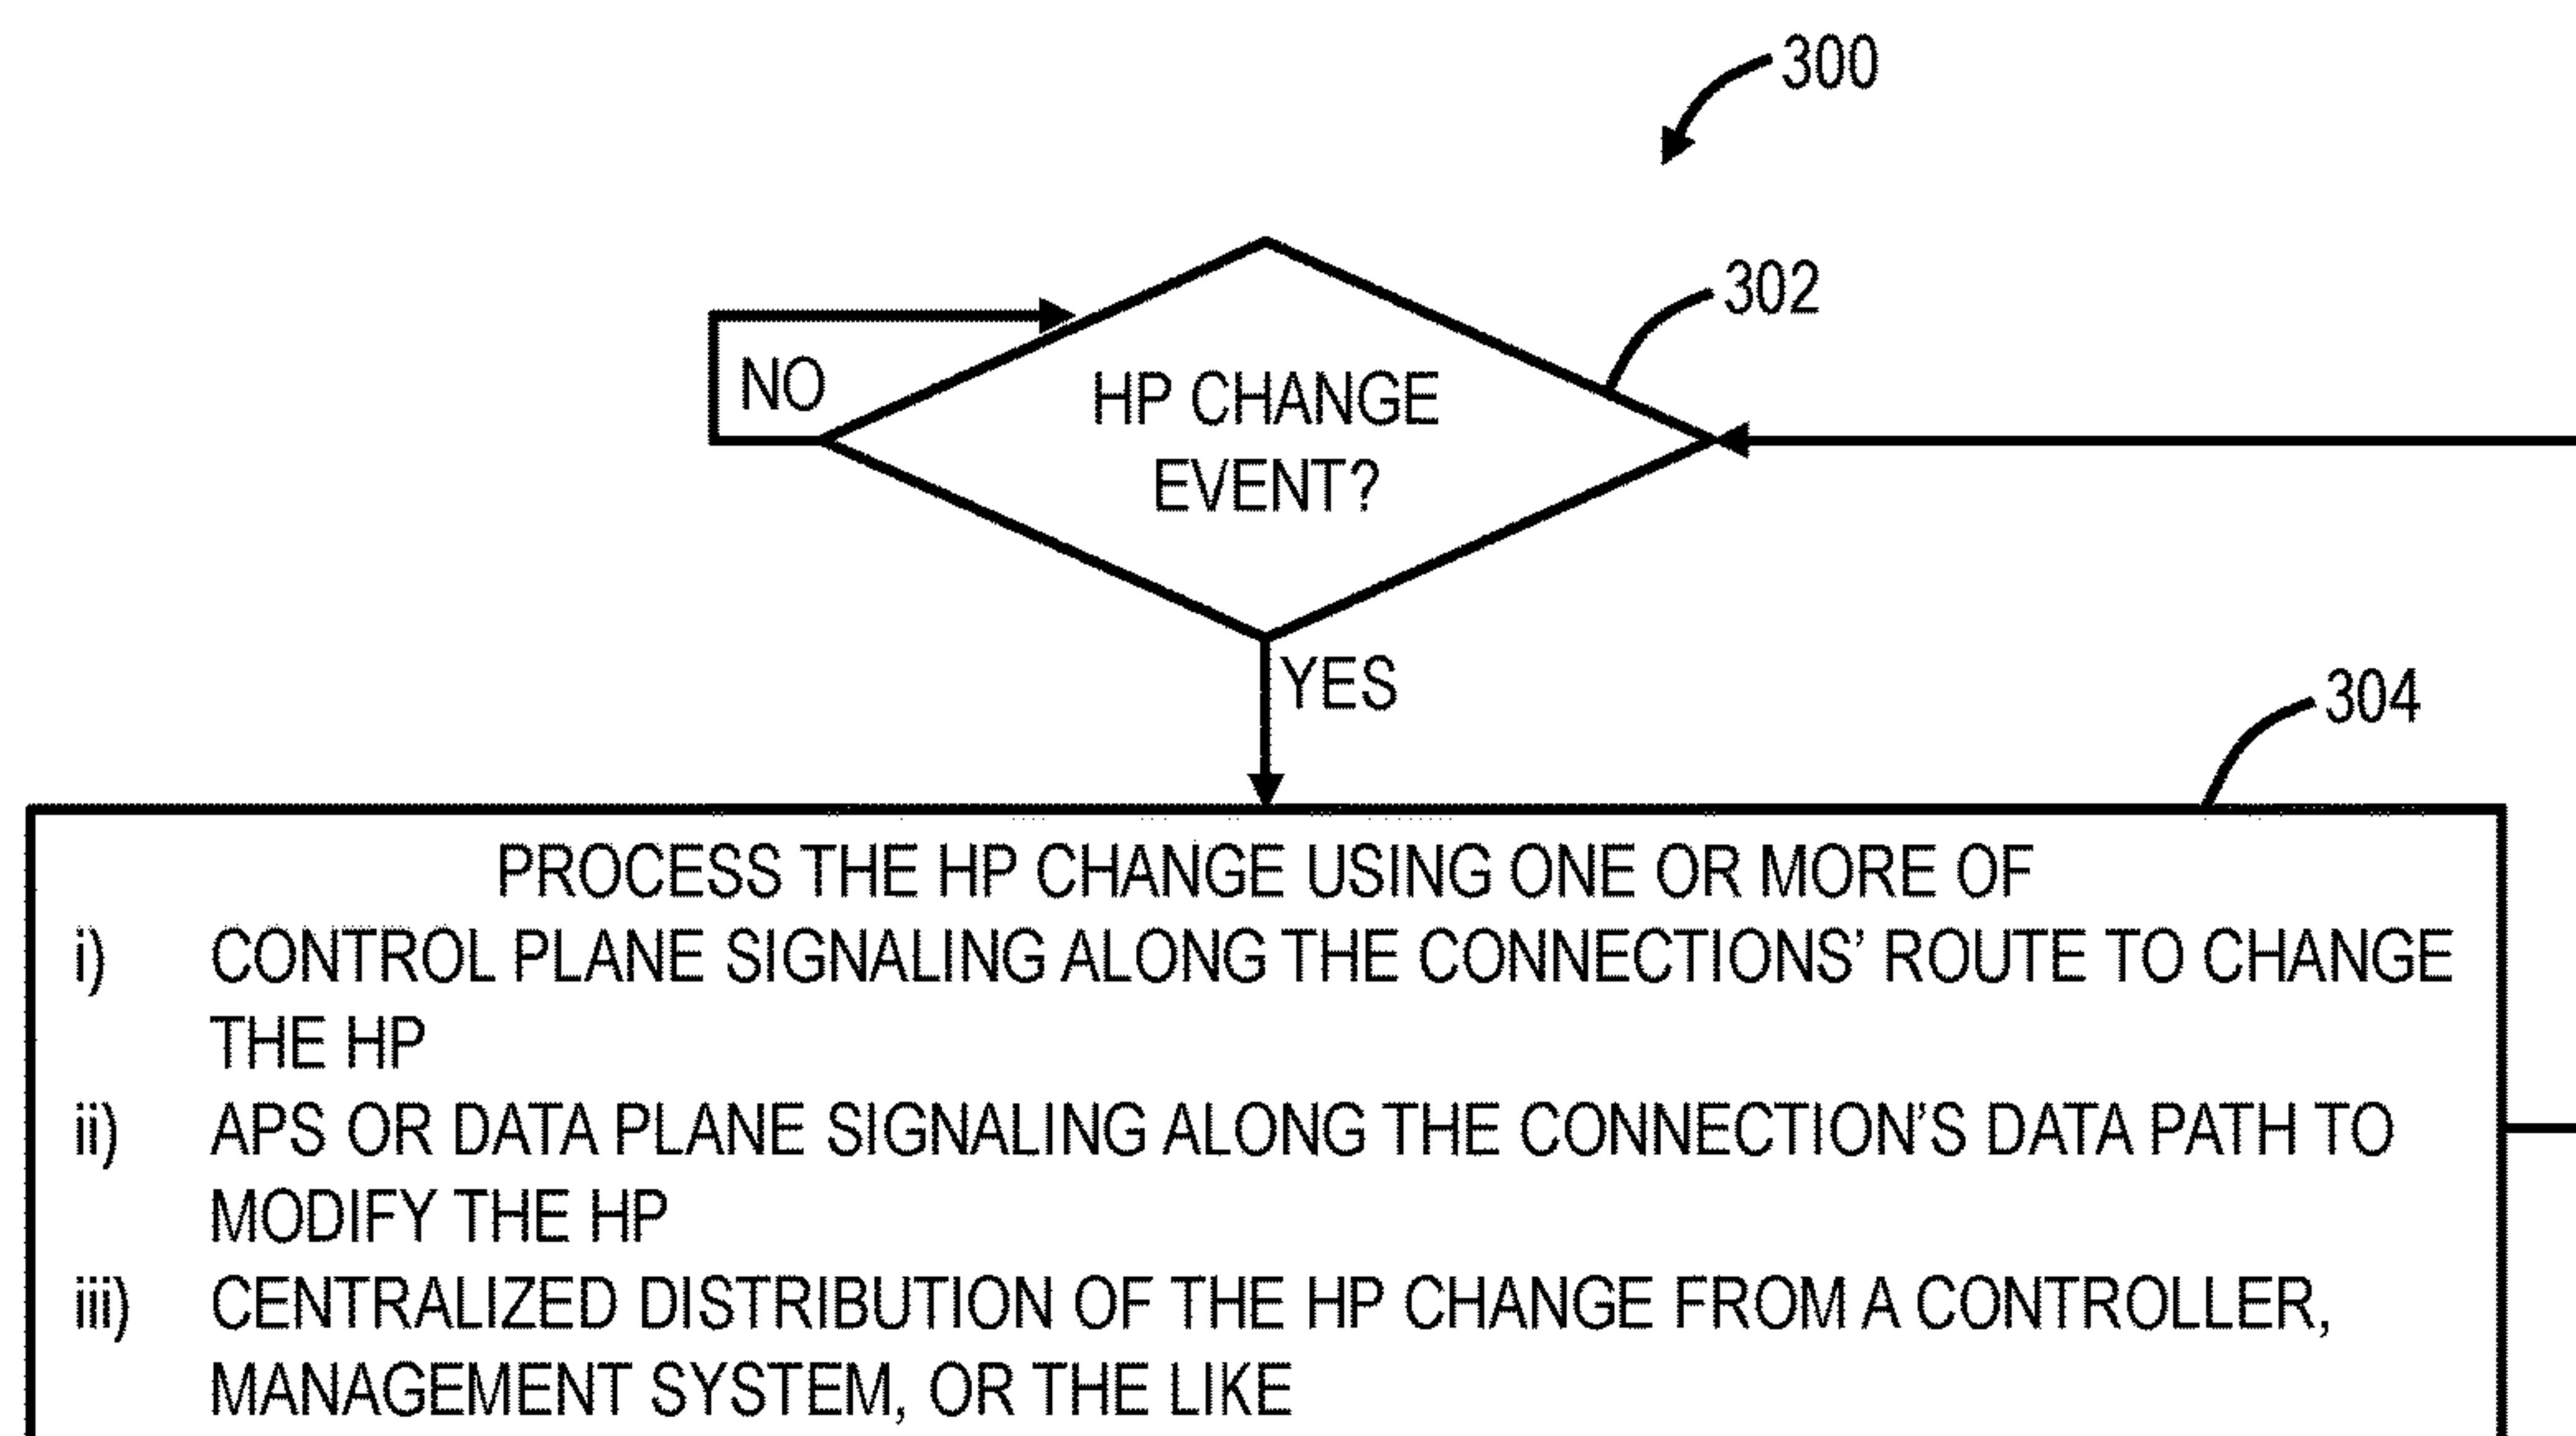 300
302
HP CHANGE
EVENT?
NO
YES
304
PROCESS THE HP CHANGE USING ONE OR MORE OF
i) CONTROL PLANE SIGNALING ALONG THE CONNECTIONS’ ROUTE TO CHANGE
THE HP
ii) APS OR DATA PLANE SIGNALING ALONG THE CONNECTION’S DATA PATH TO
MODIFY THE HP
iii) CENTRALIZED DISTRIBUTION OF THE HP CHANGE FROM A CONTROLLER,
MANAGEMENT SYSTEM, OR THE LIKE